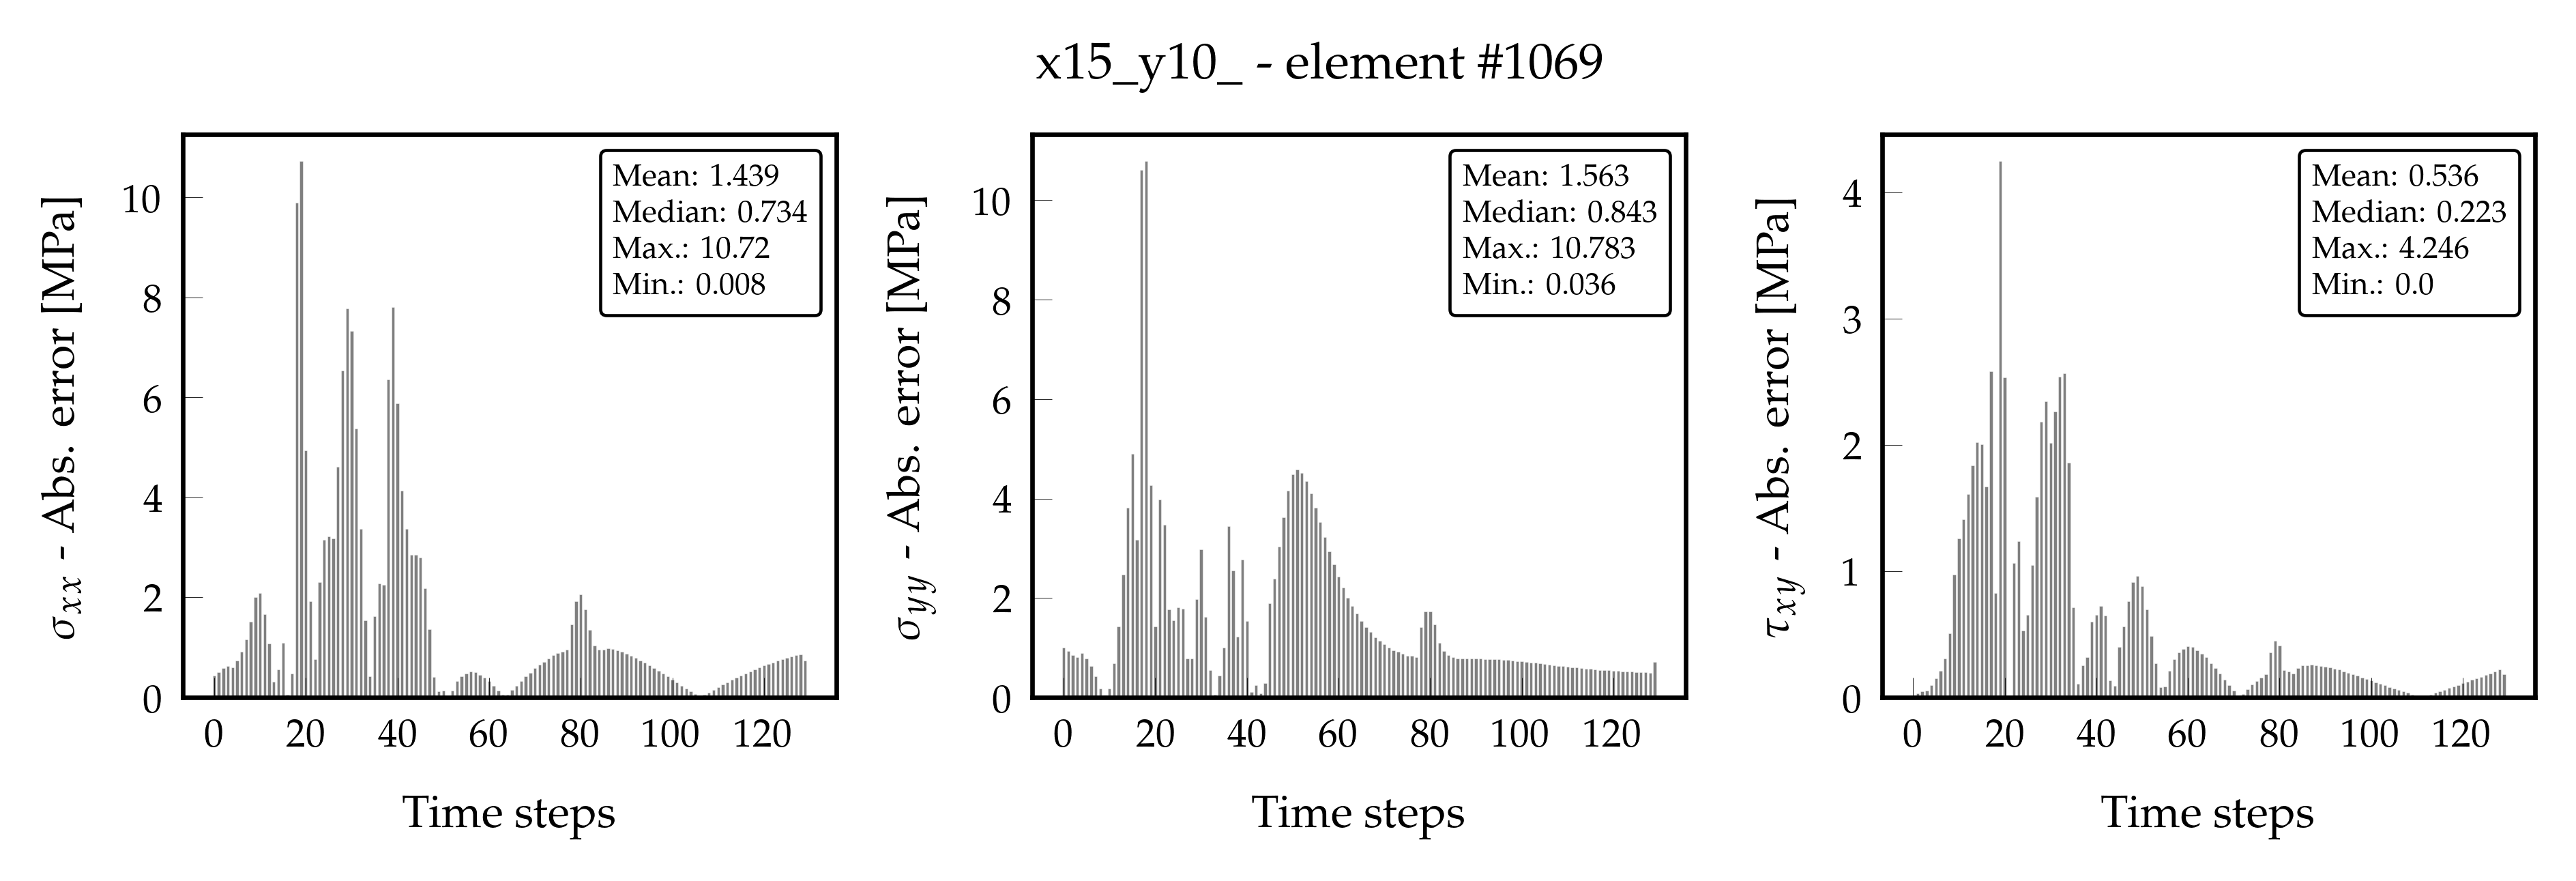 x15_y10_ - element #1069
σxx - Abs. error [MPa]
10
8
6
4
2
0
Mean: 1.439
Median: 0.734
Max.: 10.72
Min.: 0.008
0 20 40 60 80 100 120
Time steps
σyy - Abs. error [MPa]
10
8
6
4
2
0
Mean: 1.563
Median: 0.843
Max.: 10.783
Min.: 0.036
0 20 40 60 80 100 120
Time steps
τxy - Abs. error [MPa]
4
3
2
1
0
Mean: 0.536
Median: 0.223
Max.: 4.246
Min.: 0.0
0 20 40 60 80 100 120
Time steps